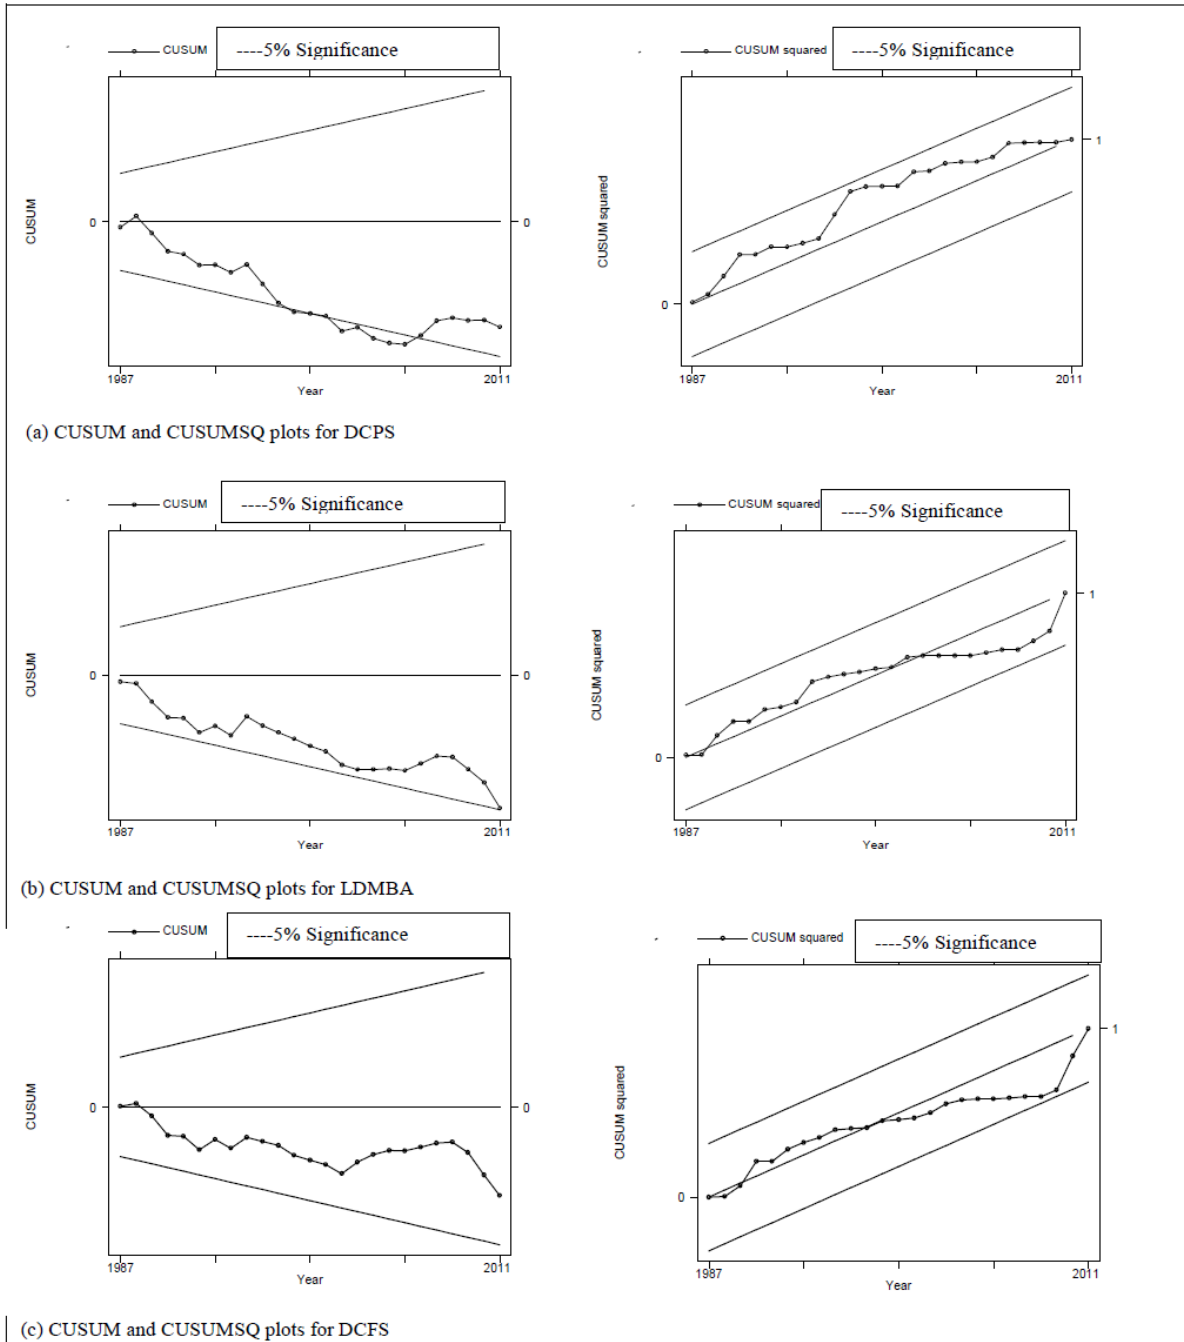 CUSUM
----5% Significance
CUSUM squared
----5% Significance
CUSUM
0
0
1987
2011
Year
CUSUM squared
0
1
1987
2011
Year
(a) CUSUM and CUSUMSQ plots for DCPS
CUSUM
----5% Significance
CUSUM squared
----5% Significance
CUSUM
0
0
1987
2011
Year
CUSUM squared
0
1
1987
2011
Year
(b) CUSUM and CUSUMSQ plots for LDMBA
CUSUM
----5% Significance
CUSUM squared
----5% Significance
CUSUM
0
0
1987
2011
Year
CUSUM squared
0
1
1987
2011
Year
(c) CUSUM and CUSUMSQ plots for DCFS